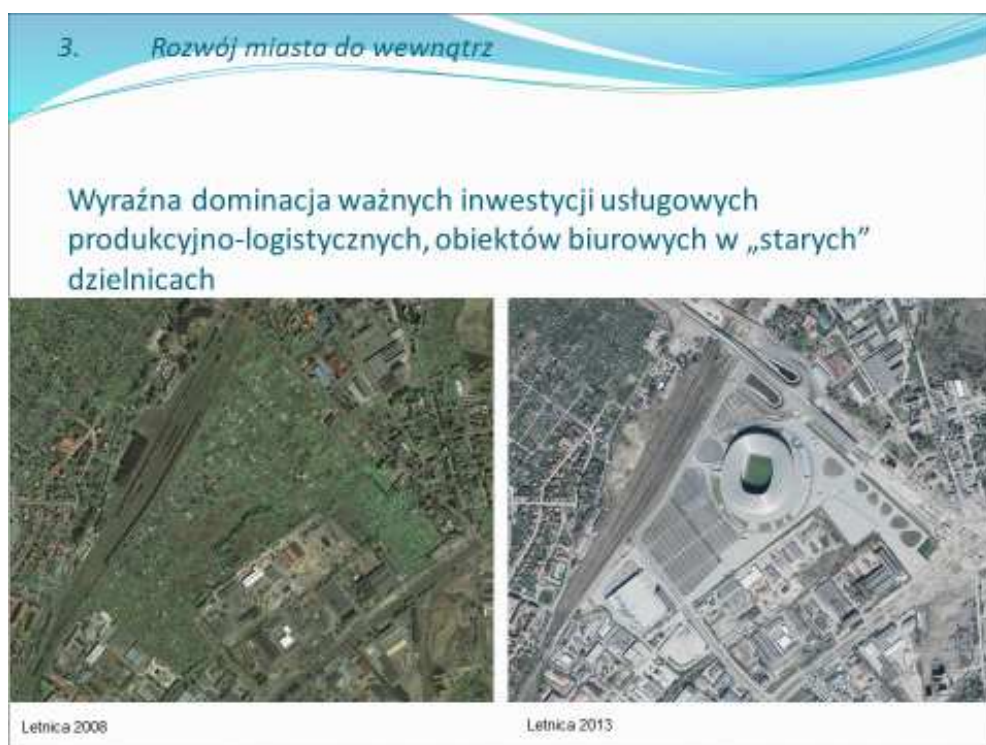 3. Rozwój miasta do wewnątrz
Wyraźna dominacja ważnych inwestycji usługowych
produkcyjno-logistycznych, obiektów biurowych w „starych”
dzielnicach
Letnica 2008
Letnica 2013